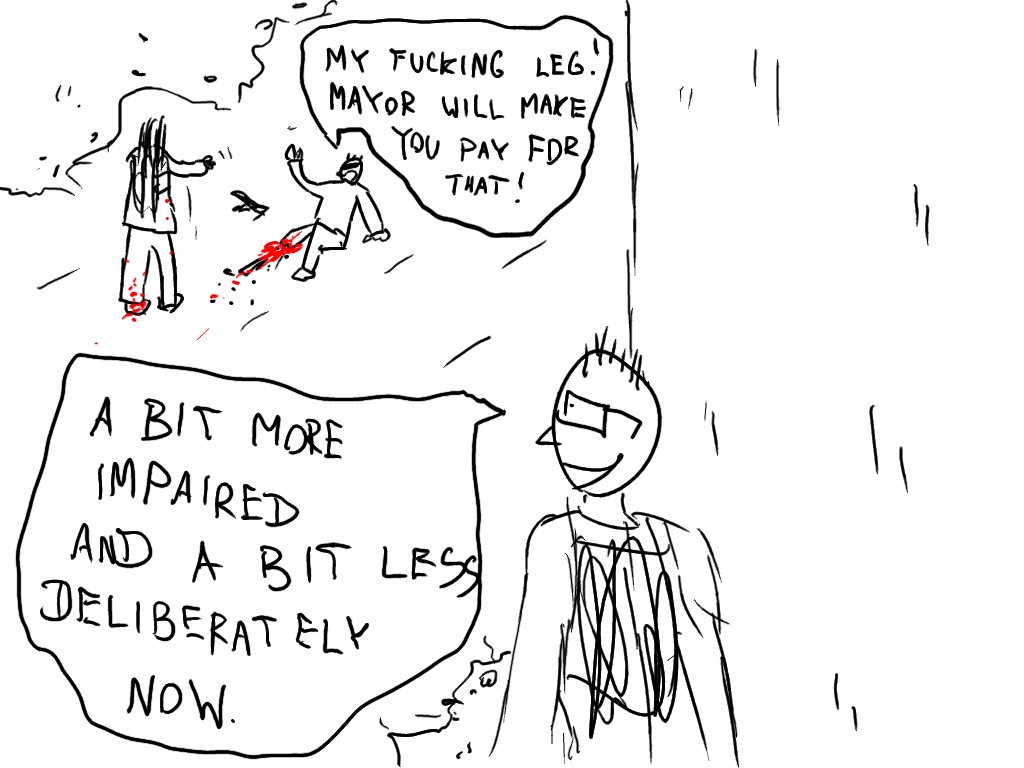 MY FUCKING LEG!
MAYOR WILL MAKE
YOU PAY FOR
THAT!
A BIT MORE
IMPAIRED
AND A BIT LESS
DELIBERATELY
NOW.